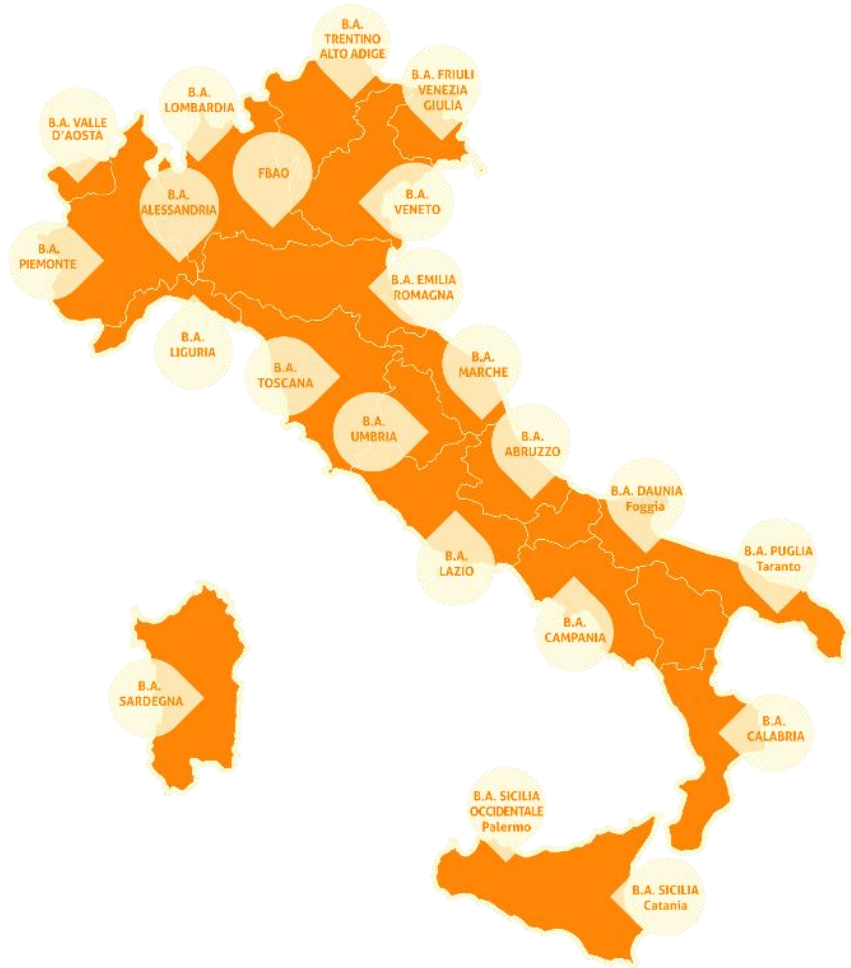 B.A.
TRENTINO
ALTO ADIGE
B.A. FRIULI
VENEZIA
GIULIA
B.A.
LOMBARDIA
B.A. VALLE
D'AOSTA
FBAO
B.A.
ALESSANDRIA
B.A.
VENETO
B.A.
PIEMONTE
B.A. EMILIA
ROMAGNA
B.A.
LIGURIA
B.A.
TOSCANA
B.A.
MARCHE
B.A.
UMBRIA
B.A.
ABRUZZO
B.A. DAUNIA
Foggia
B.A.
LAZIO
B.A. PUGLIA
Taranto
B.A.
CAMPANIA
B.A.
SARDEGNA
B.A.
CALABRIA
B.A. SICILIA
OCCIDENTALE
Palermo
B.A. SICILIA
Catania